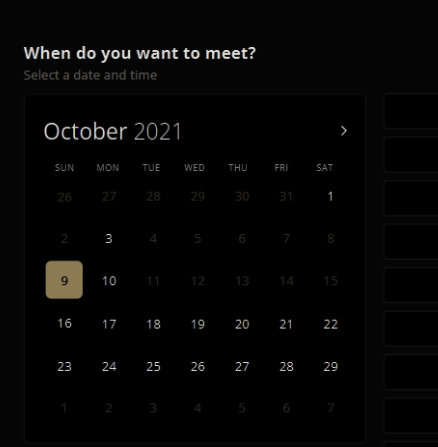 When do you want to meet?
Select a date and time
October 2021
SUN MON TUE WED THU FRI SAT
26 27 28 29 30 31 1
2 3 4 5 6 7 8
9 10 11 12 13 14 15
16 17 18 19 20 21 22
23 24 25 26 27 28 29
1 2 3 4 5 6 7